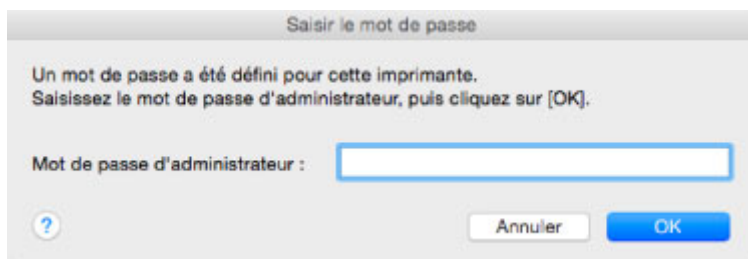 Saisir le mot de passe
Un mot de passe a été défini pour cette imprimante.
Saisissez le mot de passe d'administrateur, puis cliquez sur [OK].
Mot de passe d'administrateur :
?
Annuler
OK